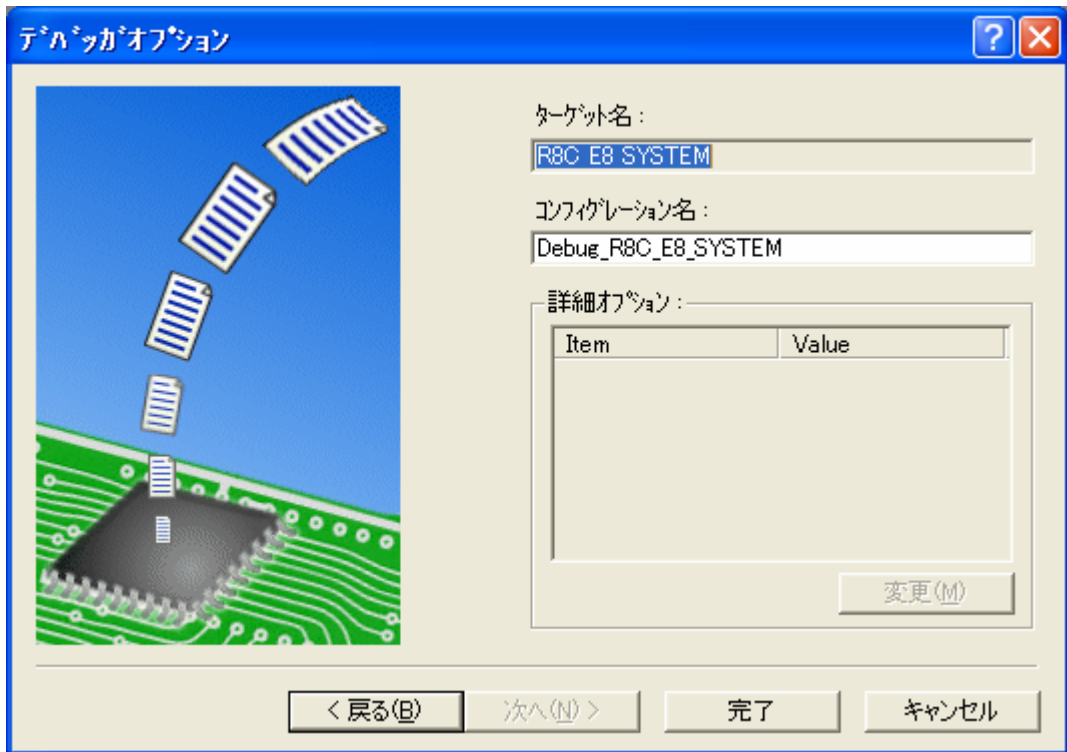 ﾃﾞﾊﾞｯｶﾞｵﾌﾟｼｮﾝ
ﾀｰｹﾞｯﾄ名 :
R8C E8 SYSTEM
ｺﾝﾌｨｸﾞﾚｰｼｮﾝ名 :
Debug_R8C_E8_SYSTEM
詳細ｵﾌﾟｼｮﾝ :
Item Value
変更(M)
< 戻る(B) 次へ(N) > 完了 キャンセル